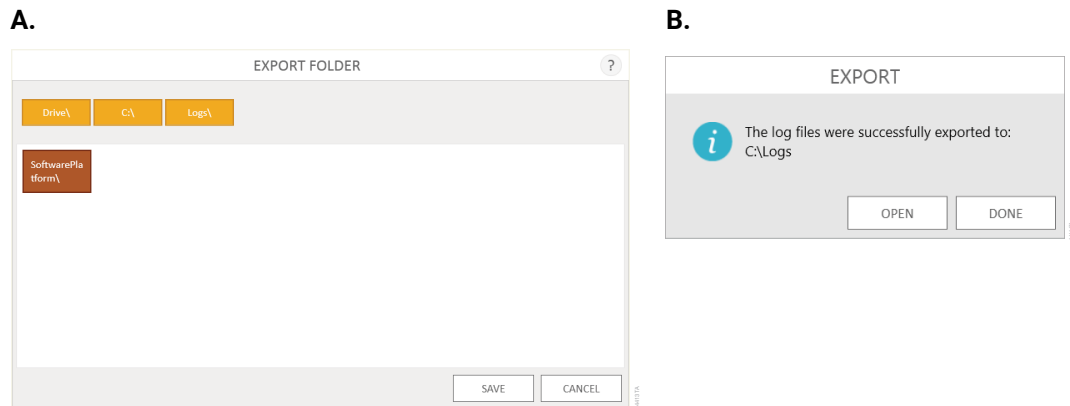 A.
EXPORT FOLDER
?
Drive\
C:\
Logs\
SoftwarePla
tform\
SAVE
CANCEL
B.
EXPORT
i
The log files were successfully exported to:
C:\Logs
OPEN
DONE